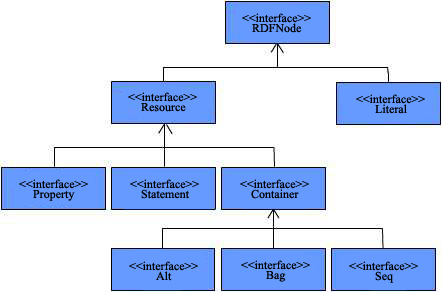 <<interface>>
RDFNode
<<interface>>
Resource
<<interface>>
Literal
<<interface>>
Property
<<interface>>
Statement
<<interface>>
Container
<<interface>>
Alt
<<interface>>
Bag
<<interface>>
Seq